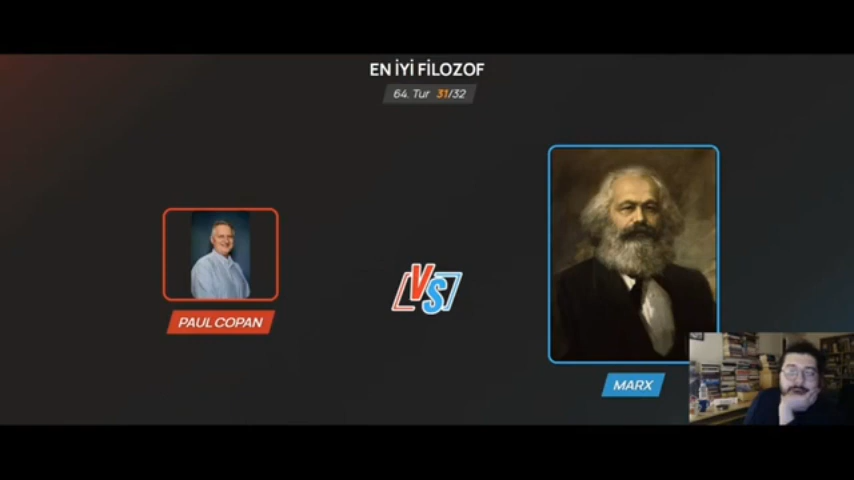 EN İYİ FİLOZOF
64. Tur 31/32
VS
PAUL COPAN
MARX